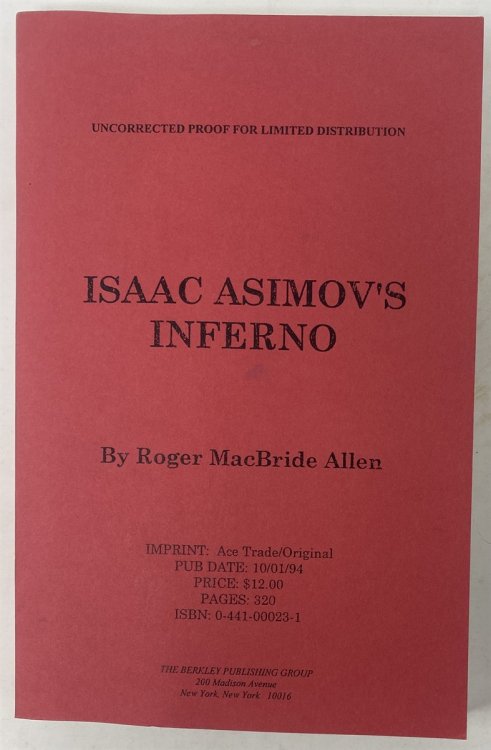 UNCORRECTED PROOF FOR LIMITED DISTRIBUTION
ISAAC ASIMOV'S
INFERNO
By Roger MacBride Allen
IMPRINT: Ace Trade/Original
PUB DATE: 10/01/94
PRICE: $12.00
PAGES: 320
ISBN: 0-441-00023-1
THE BERKLEY PUBLISHING GROUP
200 Madison Avenue
New York, New York 10016